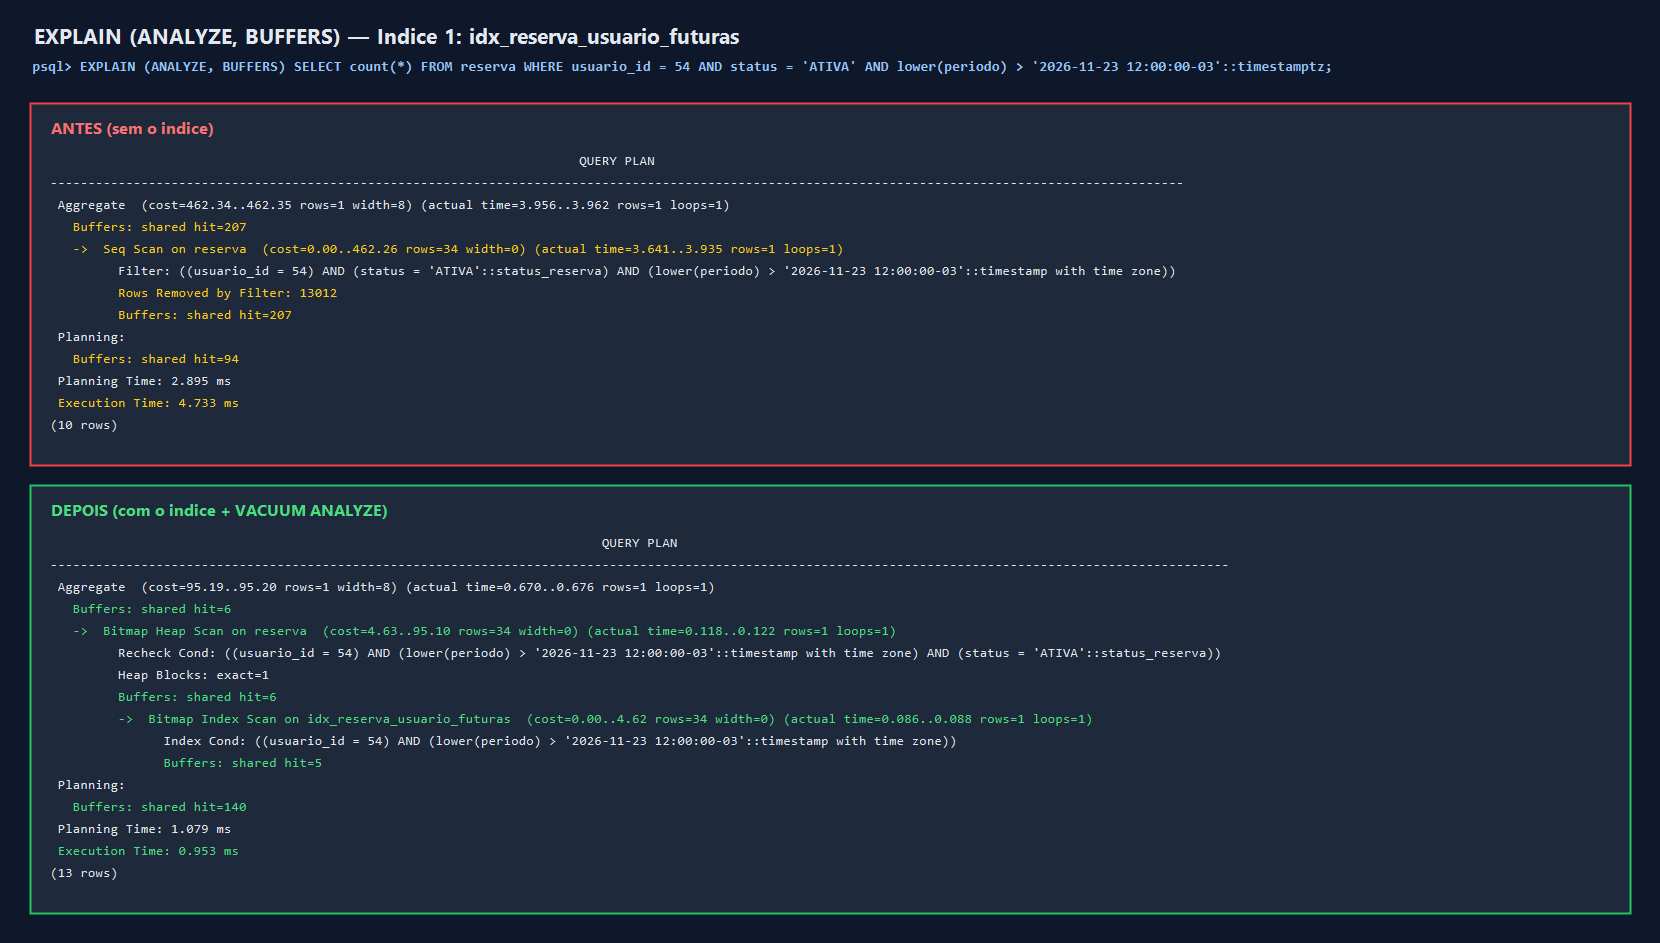 EXPLAIN (ANALYZE, BUFFERS) — Indice 1: idx_reserva_usuario_futuras
psql> EXPLAIN (ANALYZE, BUFFERS) SELECT count(*) FROM reserva WHERE usuario_id = 54 AND status = 'ATIVA' AND lower(periodo) > '2026-11-23 12:00:00-03'::timestamptz;
ANTES (sem o indice)
QUERY PLAN
------------------------------------------------------------------------------------------------------------------------------------------------------
Aggregate  (cost=462.34..462.35 rows=1 width=8) (actual time=3.956..3.962 rows=1 loops=1)
Buffers: shared hit=207
->  Seq Scan on reserva  (cost=0.00..462.26 rows=34 width=0) (actual time=3.641..3.935 rows=1 loops=1)
Filter: ((usuario_id = 54) AND (status = 'ATIVA'::status_reserva) AND (lower(periodo) > '2026-11-23 12:00:00-03'::timestamp with time zone))
Rows Removed by Filter: 13012
Buffers: shared hit=207
Planning:
Buffers: shared hit=94
Planning Time: 2.895 ms
Execution Time: 4.733 ms
(10 rows)
DEPOIS (com o indice + VACUUM ANALYZE)
QUERY PLAN
------------------------------------------------------------------------------------------------------------------------------------------------------------
Aggregate  (cost=95.19..95.20 rows=1 width=8) (actual time=0.670..0.676 rows=1 loops=1)
Buffers: shared hit=6
->  Bitmap Heap Scan on reserva  (cost=4.63..95.10 rows=34 width=0) (actual time=0.118..0.122 rows=1 loops=1)
Recheck Cond: ((usuario_id = 54) AND (lower(periodo) > '2026-11-23 12:00:00-03'::timestamp with time zone) AND (status = 'ATIVA'::status_reserva))
Heap Blocks: exact=1
Buffers: shared hit=6
->  Bitmap Index Scan on idx_reserva_usuario_futuras  (cost=0.00..4.62 rows=34 width=0) (actual time=0.086..0.088 rows=1 loops=1)
Index Cond: ((usuario_id = 54) AND (lower(periodo) > '2026-11-23 12:00:00-03'::timestamp with time zone))
Buffers: shared hit=5
Planning:
Buffers: shared hit=140
Planning Time: 1.079 ms
Execution Time: 0.953 ms
(13 rows)